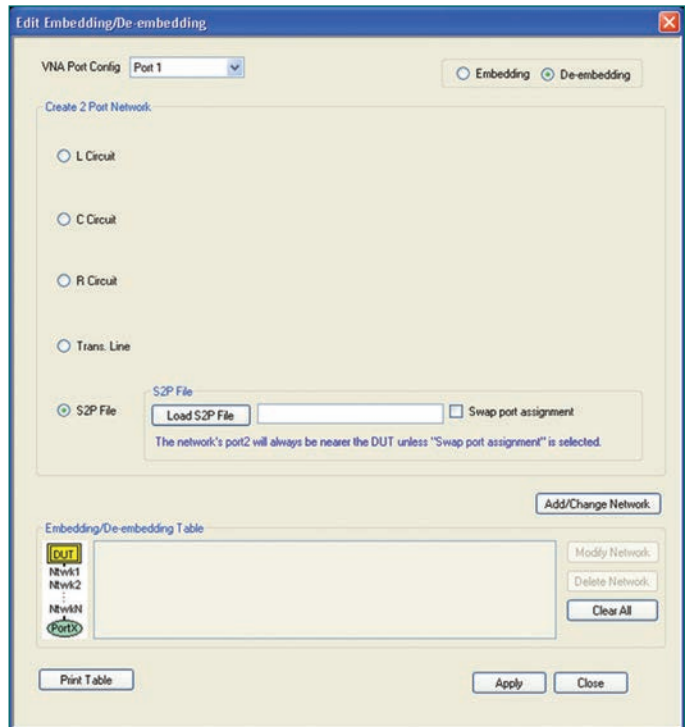 Edit Embedding/De-embedding
VNA Port Config Port 1
Embedding De-embedding
Create 2 Port Network
L Circuit
C Circuit
R Circuit
Trans. Line
S2P File
S2P File
Load S2P File
Swap port assignment
The network's port2 will always be nearer the DUT unless "Swap port assignment" is selected.
Add/Change Network
Embedding/De-embedding Table
DUT
Ntwk1
Ntwk2
NtwkN
PortX
Modify Network
Delete Network
Clear All
Print Table
Apply
Close